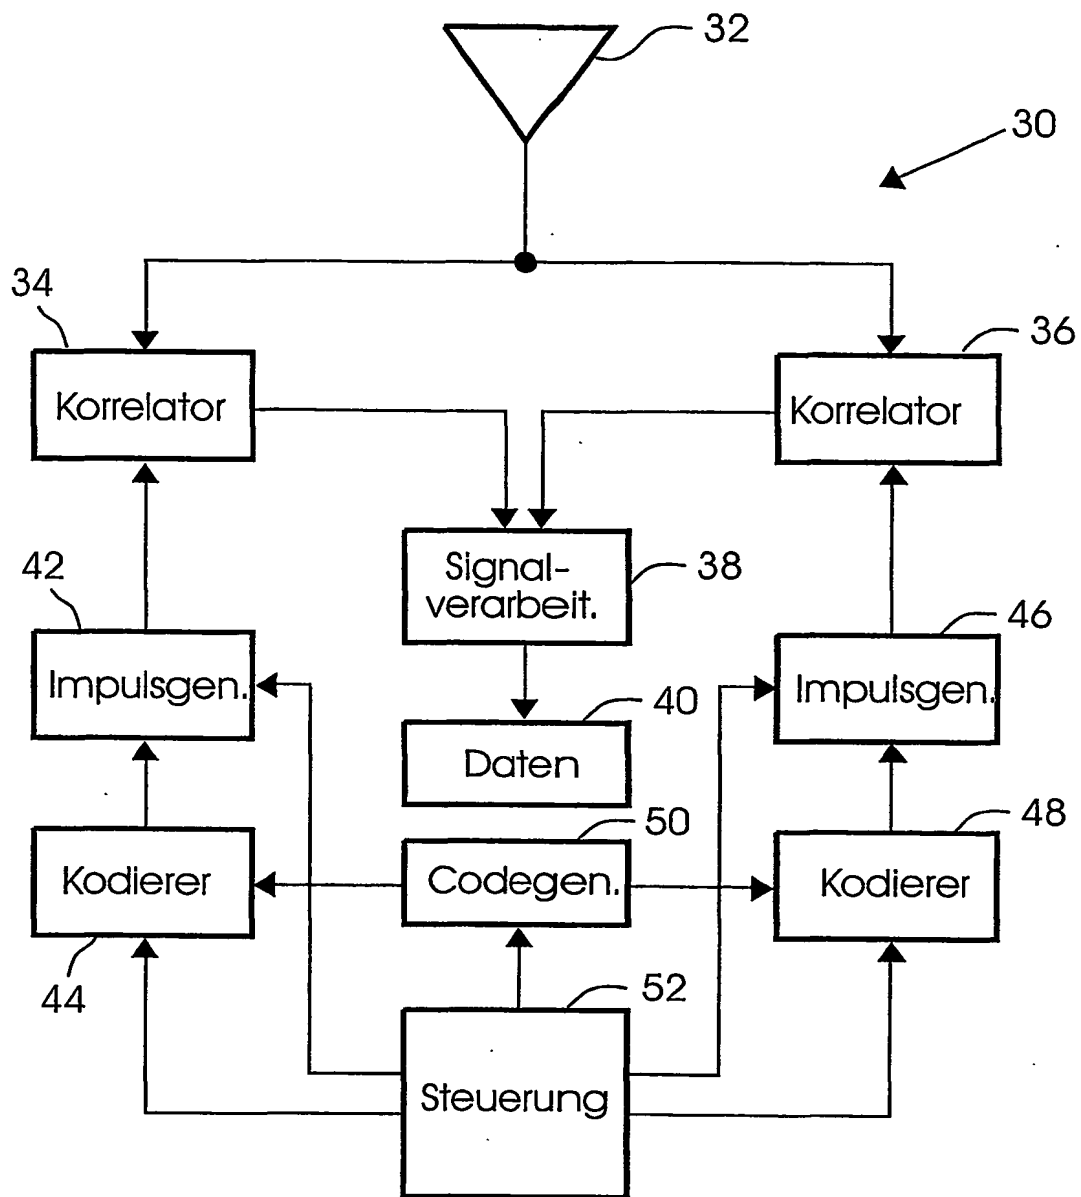 32
30
34
36
Korrelator
Korrelator
42
Signal-
verarbeit.
38
46
Impulsgen.
Impulsgen.
40
Daten
50
48
Kodierer
Codegen.
Kodierer
44
52
Steuerung